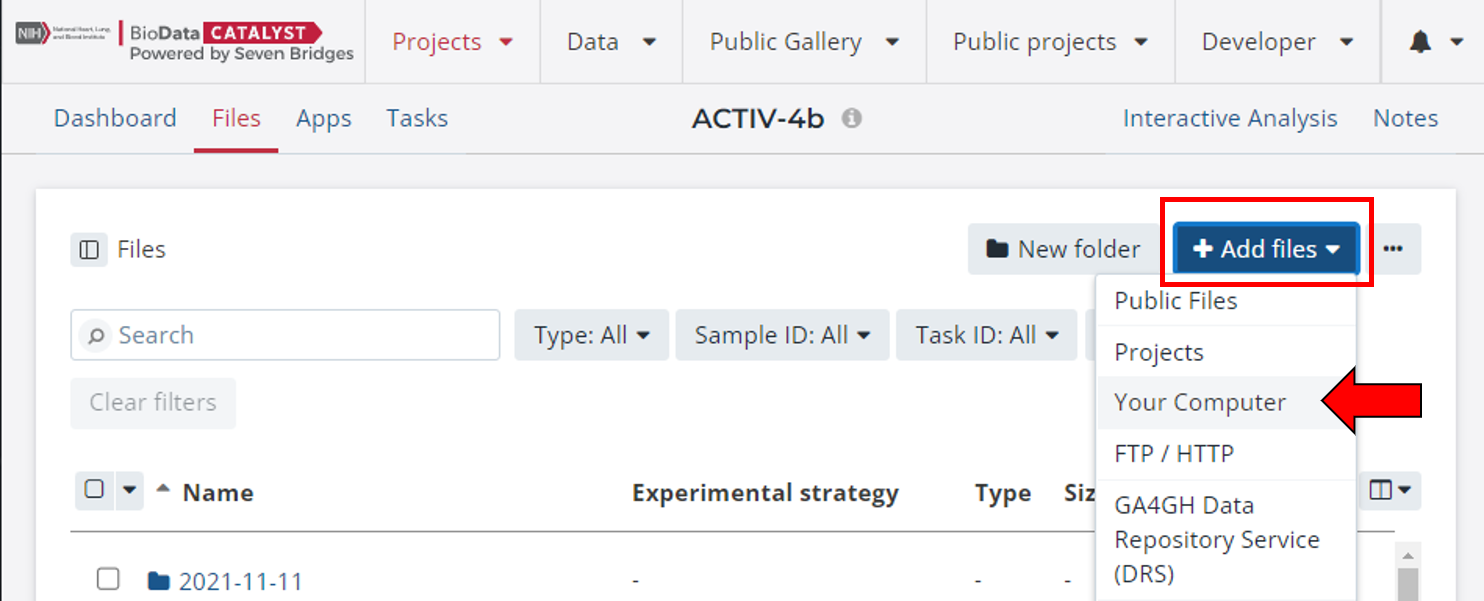 NIH National Heart, Lung, and Blood Institute
BioData CATALYST
Powered by Seven Bridges
Projects
Data
Public Gallery
Public projects
Developer
Dashboard
Files
Apps
Tasks
ACTIV-4b
Interactive Analysis
Notes
Files
New folder
Add files
Public Files
Projects
Your Computer
FTP / HTTP
GA4GH Data
Repository Service
(DRS)
Search
Type: All
Sample ID: All
Task ID: All
Clear filters
Name
Experimental strategy
Type
Siz
2021-11-11
-
-
-